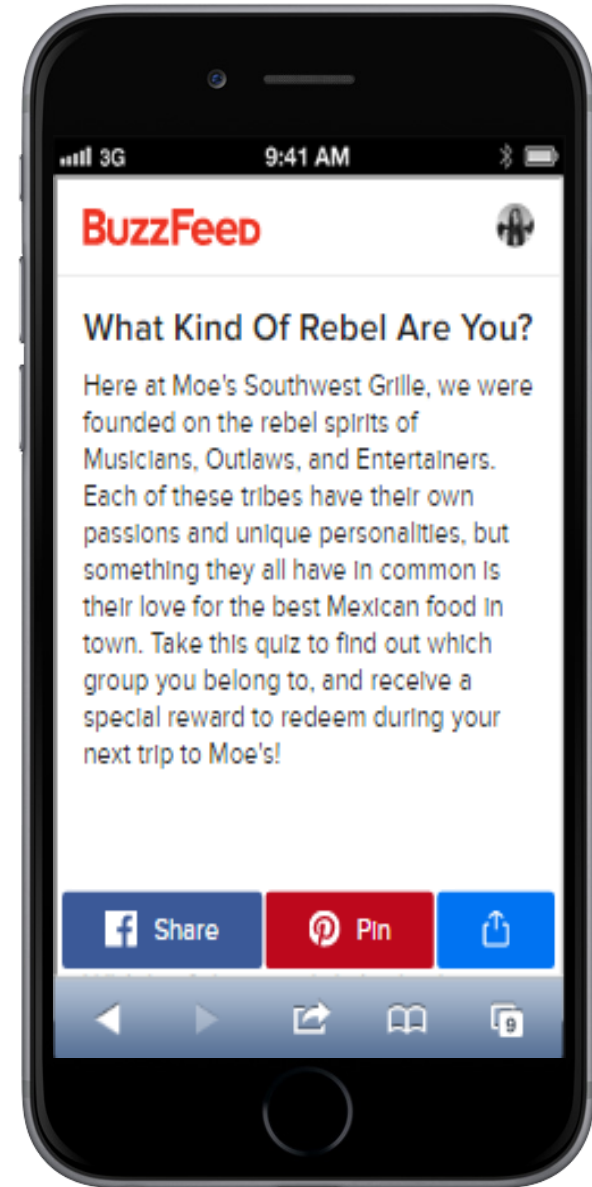 3G 9:41 AM
BuzzFeed
What Kind Of Rebel Are You?
Here at Moe's Southwest Grille, we were
founded on the rebel spirits of
Musicians, Outlaws, and Entertainers.
Each of these tribes have their own
passions and unique personalities, but
something they all have in common is
their love for the best Mexican food in
town. Take this quiz to find out which
group you belong to, and receive a
special reward to redeem during your
next trip to Moe's!
Share Pin
9